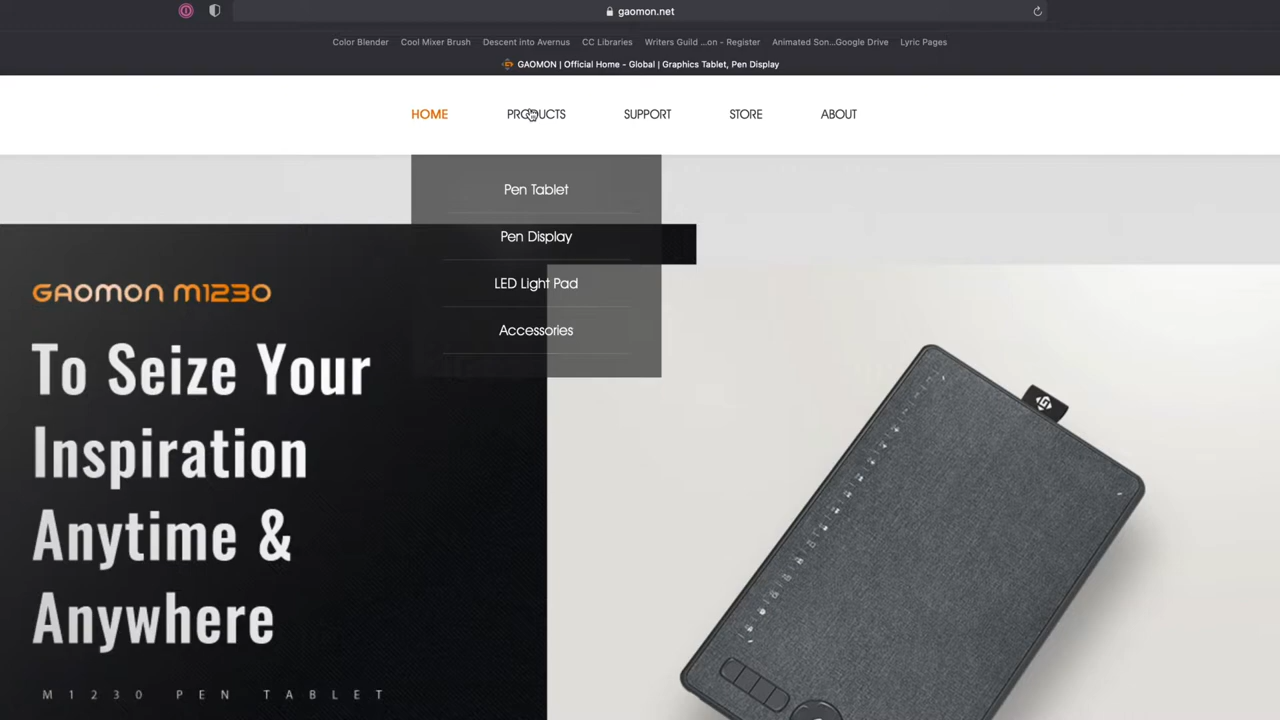 gaomon.net
Color Blender Cool Mixer Brush Descent into Avernus CC Libraries Writers Guild ...on - Register Animated Son...Google Drive Lyric Pages
GAOMON | Official Home - Global | Graphics Tablet, Pen Display
HOME PRODUCTS SUPPORT STORE ABOUT
Pen Tablet
Pen Display
LED Light Pad
Accessories
GAOMON M1230
To Seize Your
Inspiration
Anytime &
Anywhere
M1230 PEN TABLET